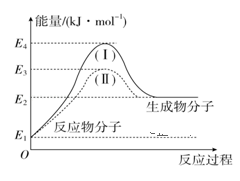 能量/(kJ·mol⁻¹)
E₄
(Ⅰ)
E₃
(Ⅱ)
E₂
生成物分子
反应物分子
E₁
O
反应过程